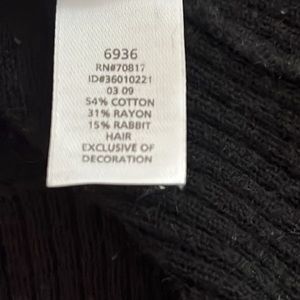 6936
RN#70817
ID#36010221
03 09
54% COTTON
31% RAYON
15% RABBIT
HAIR
EXCLUSIVE OF
DECORATION